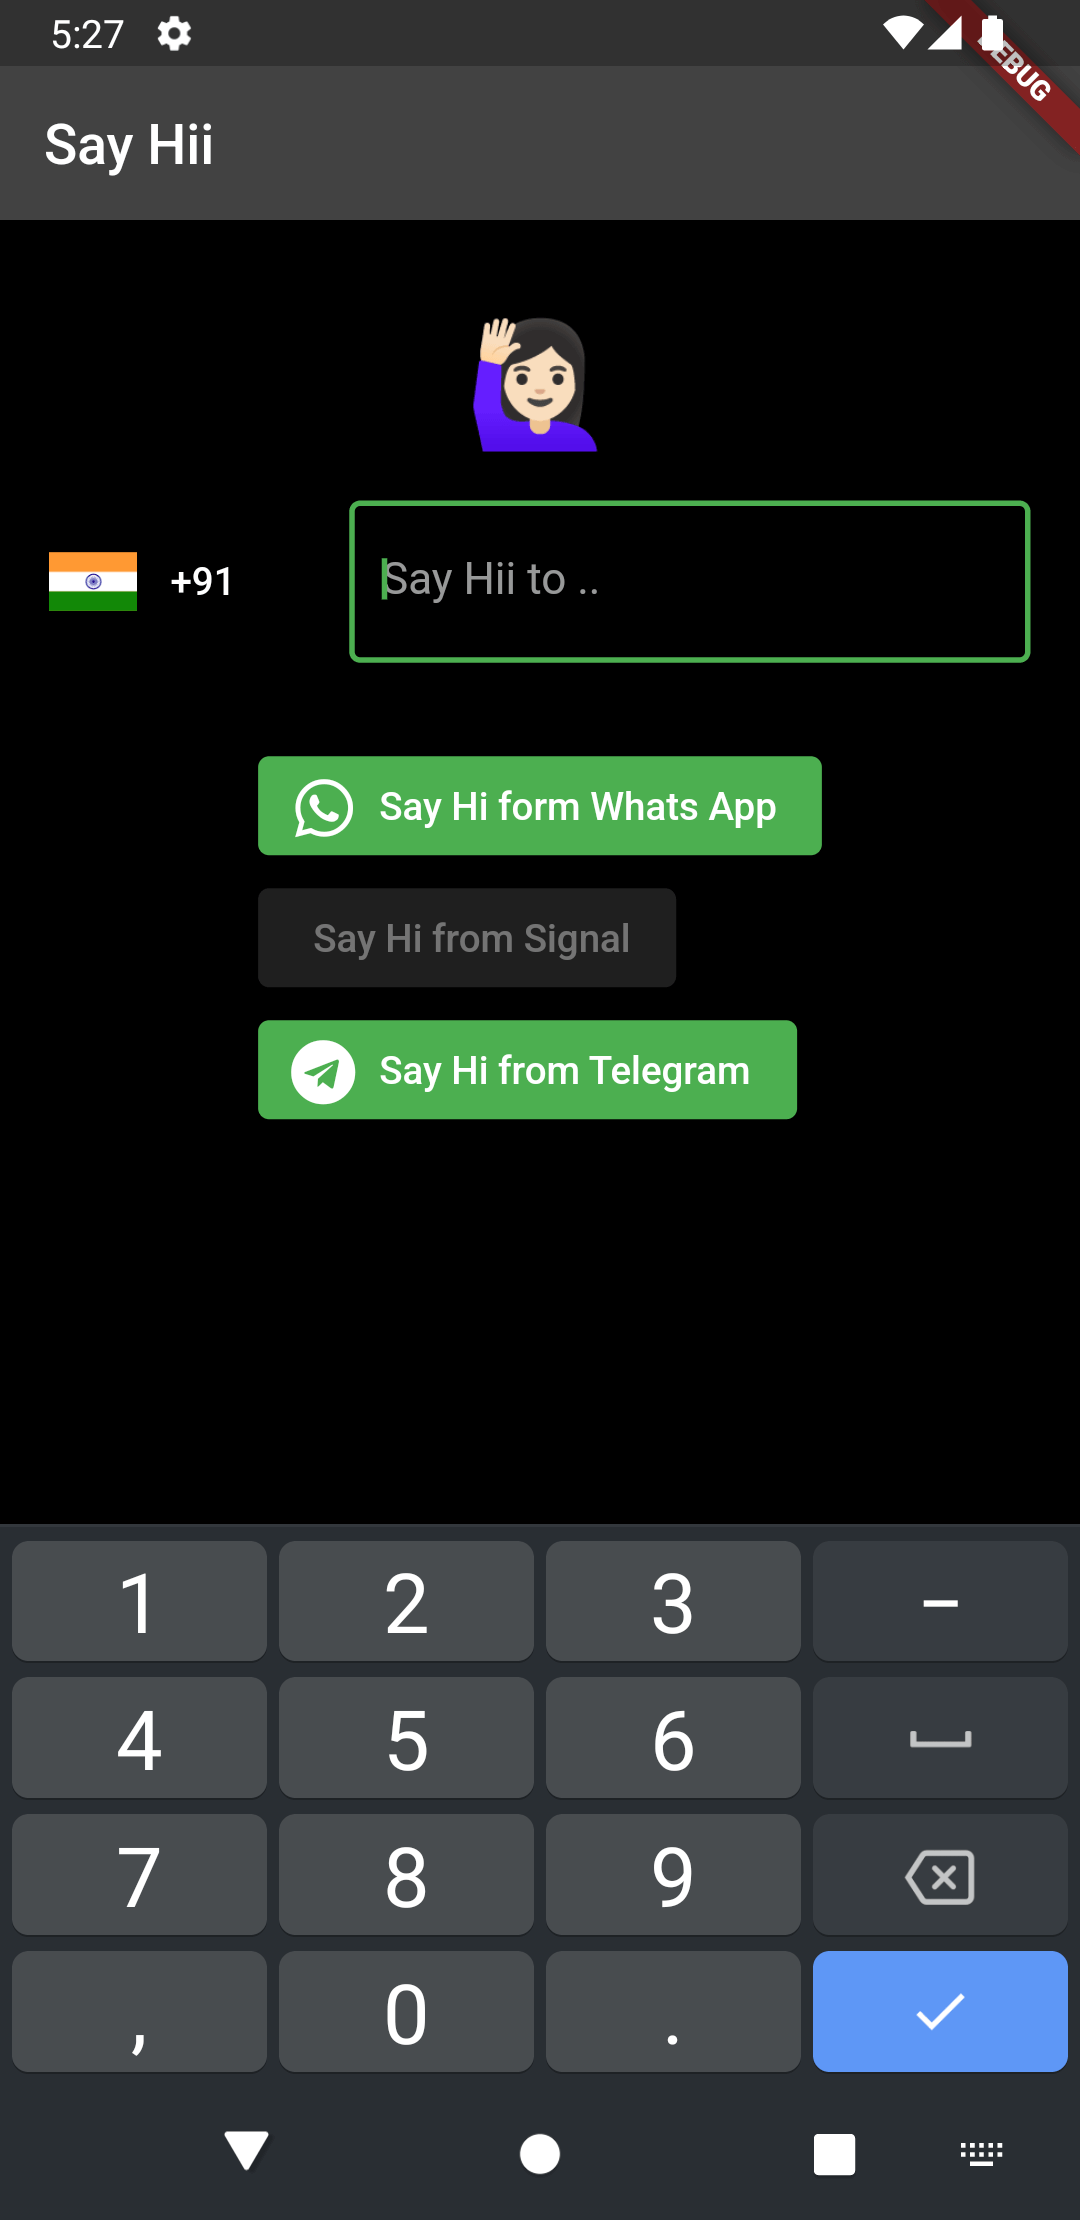 5:27
DEBUG
Say Hii
+91
Say Hii to ..
Say Hi form Whats App
Say Hi from Signal
Say Hi from Telegram
1 2 3 –
4 5 6
7 8 9
, 0 .